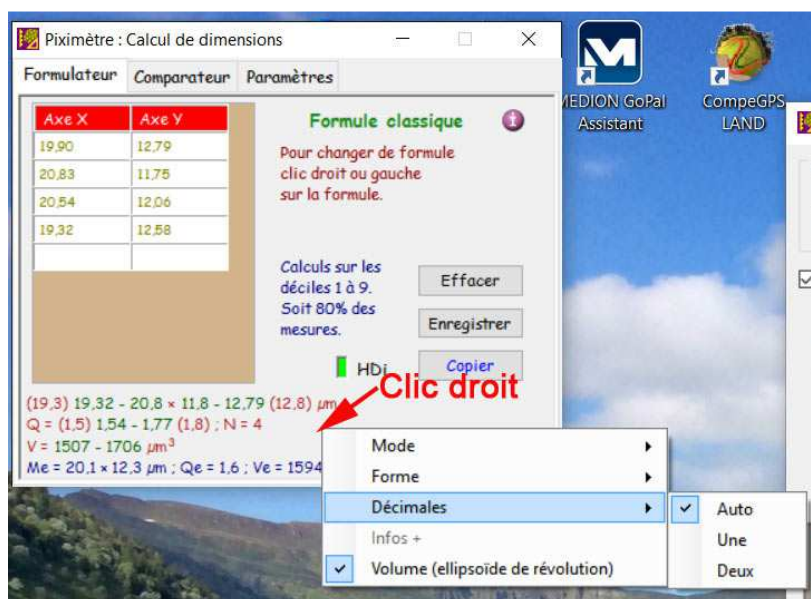 Piximètre : Calcul de dimensions
Formulateur Comparateur Paramètres
Axe X Axe Y
19,90 12,79
20,83 11,75
20,54 12,06
19,32 12,58
Formule classique
Pour changer de formule
clic droit ou gauche
sur la formule.
Calculs sur les
déciles 1 à 9.
Soit 80% des
mesures.
Effacer
Enregistrer
HDi
Copier
Clic droit
(19,3) 19,32 - 20,8 × 11,8 - 12,79 (12,8) µm
Q = (1,5) 1,54 - 1,77 (1,8) ; N = 4
V = 1507 - 1706 µm³
Me = 20,1 × 12,3 µm ; Qe = 1,6 ; Ve = 1594
Mode
Forme
Décimales
Infos +
Volume (ellipsoïde de révolution)
Auto
Une
Deux
MEDION GoPal
Assistant
CompeGPS
LAND